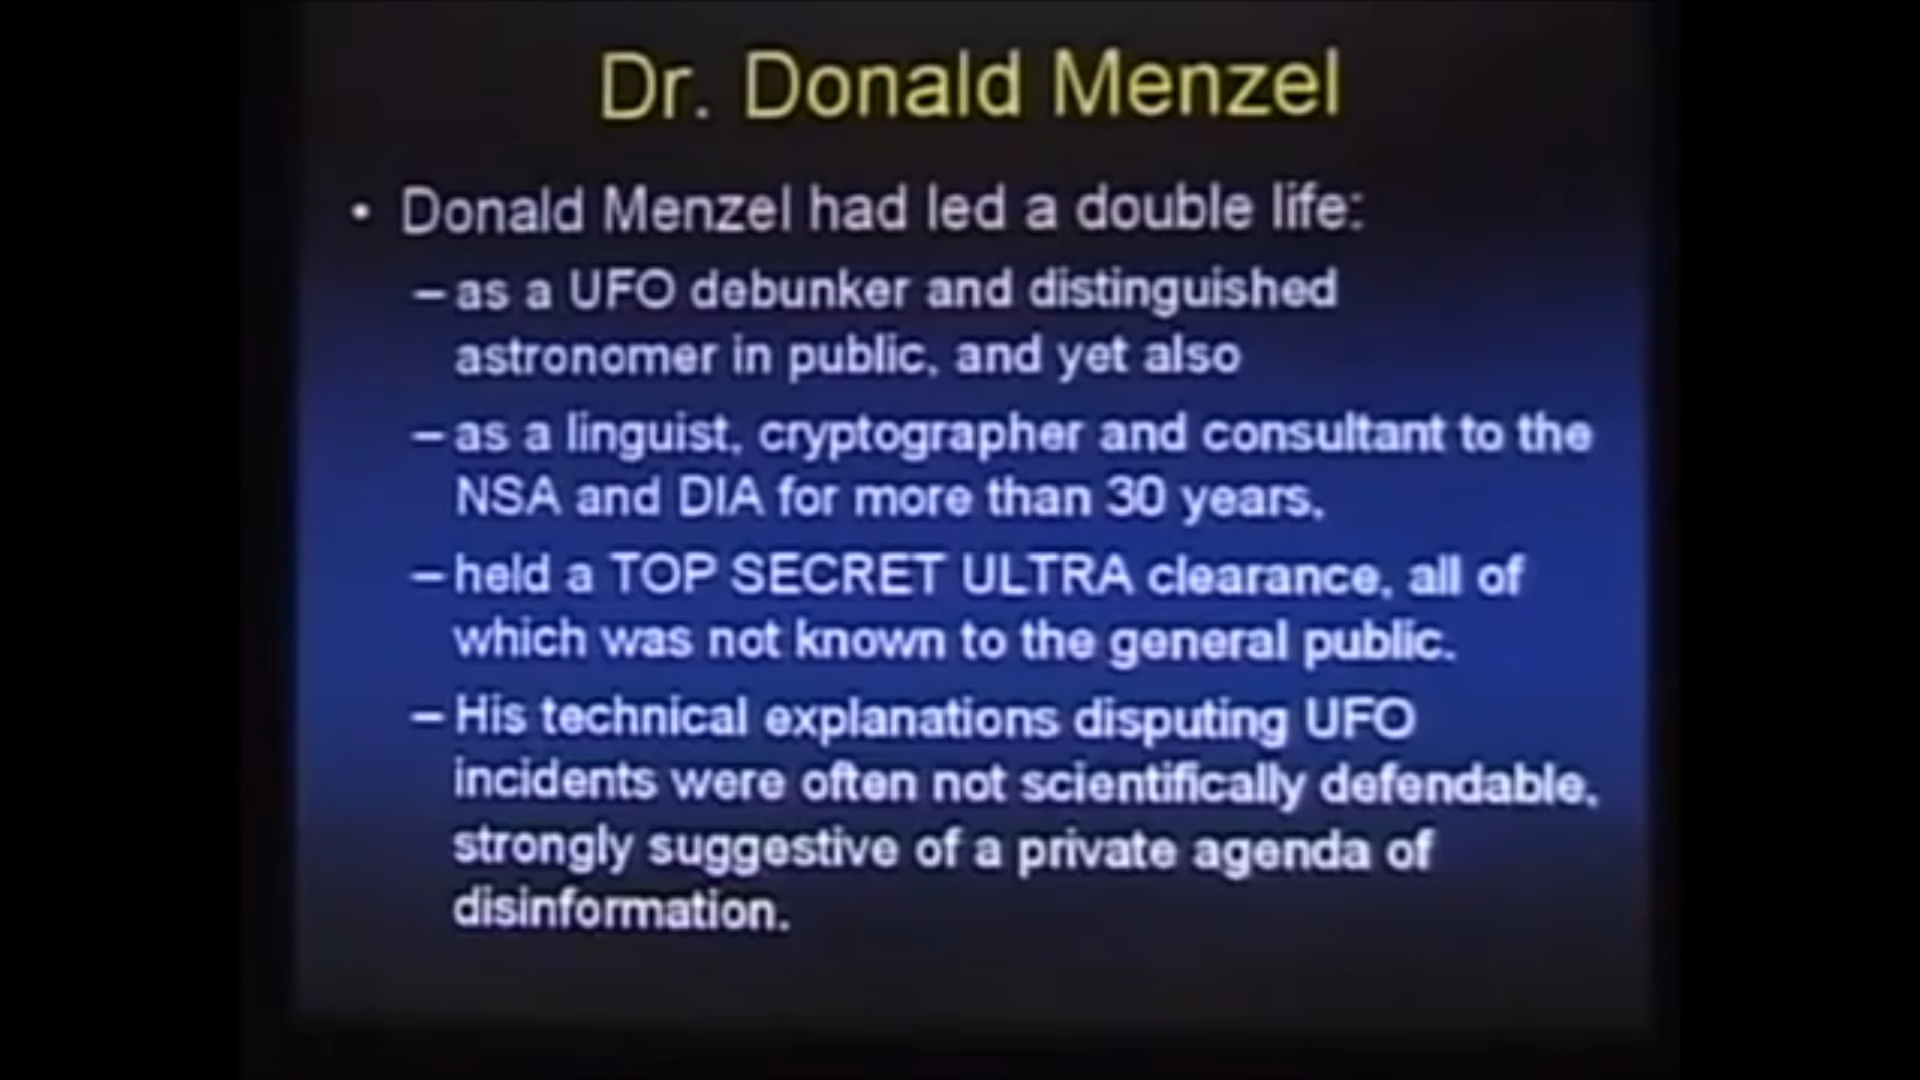 Dr. Donald Menzel
• Donald Menzel had led a double life:
– as a UFO debunker and distinguished
astronomer in public, and yet also
– as a linguist, cryptographer and consultant to the
NSA and DIA for more than 30 years,
– held a TOP SECRET ULTRA clearance, all of
which was not known to the general public.
– His technical explanations disputing UFO
incidents were often not scientifically defendable,
strongly suggestive of a private agenda of
disinformation.